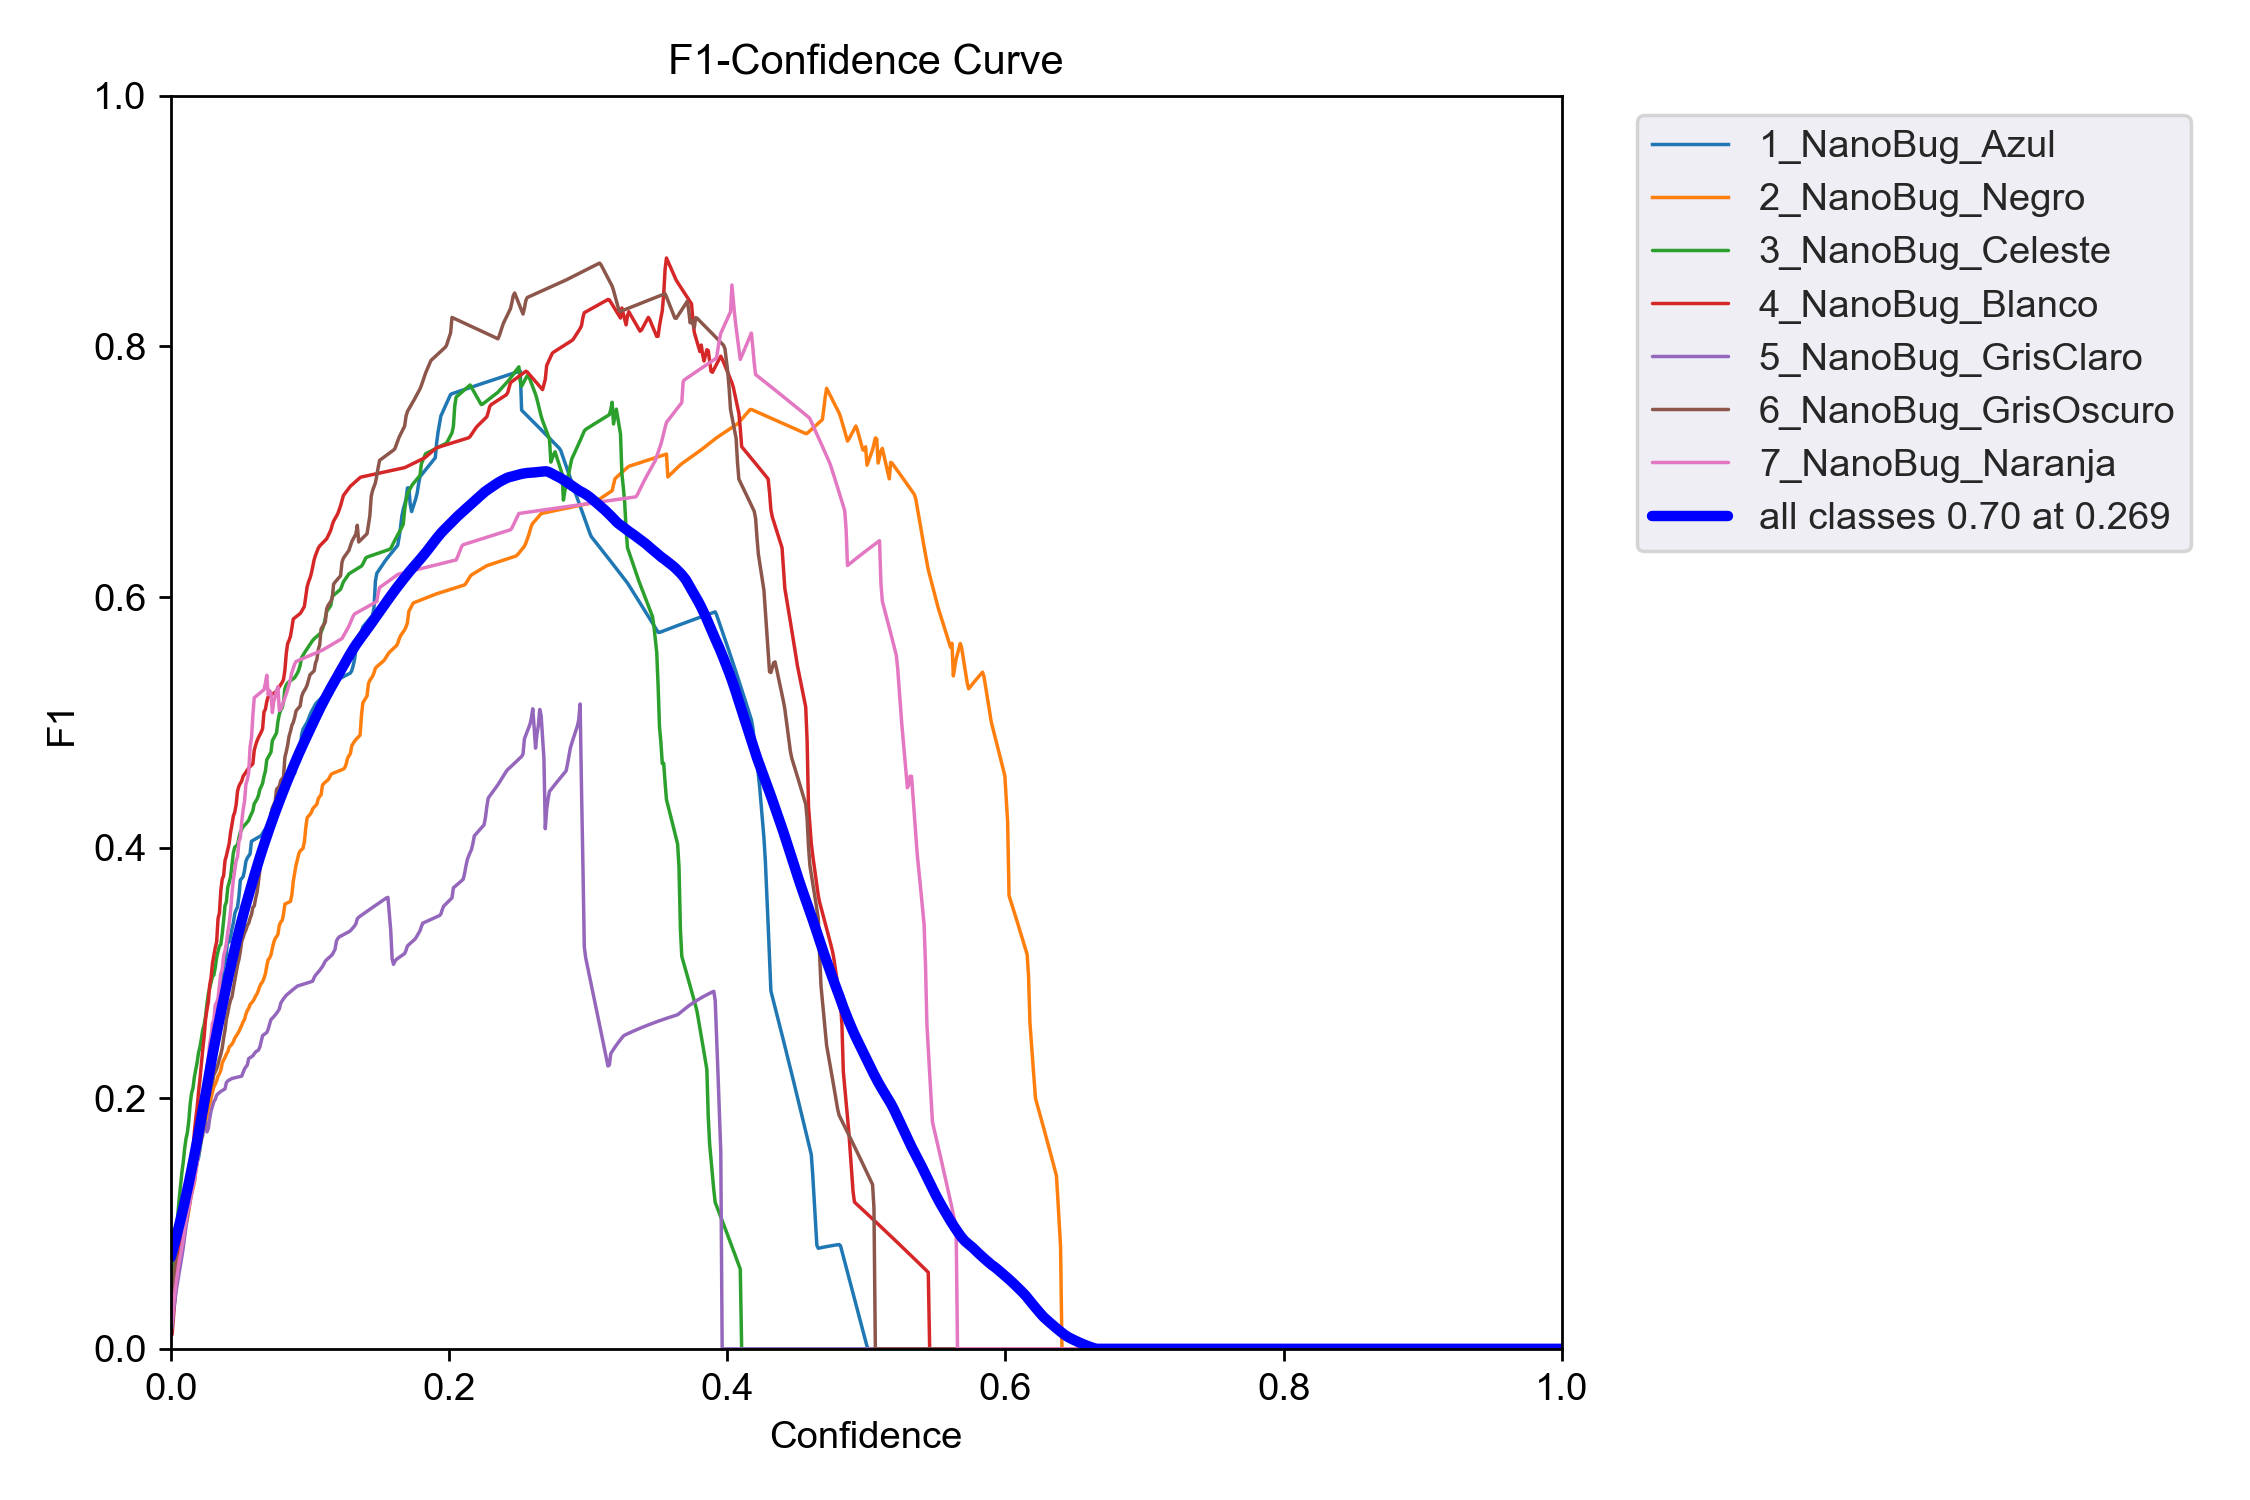 F1-Confidence Curve
1.0
0.8
0.6
0.4
0.2
0.0
F1
0.0 0.2 0.4 0.6 0.8 1.0
Confidence
1_NanoBug_Azul
2_NanoBug_Negro
3_NanoBug_Celeste
4_NanoBug_Blanco
5_NanoBug_GrisClaro
6_NanoBug_GrisOscuro
7_NanoBug_Naranja
all classes 0.70 at 0.269